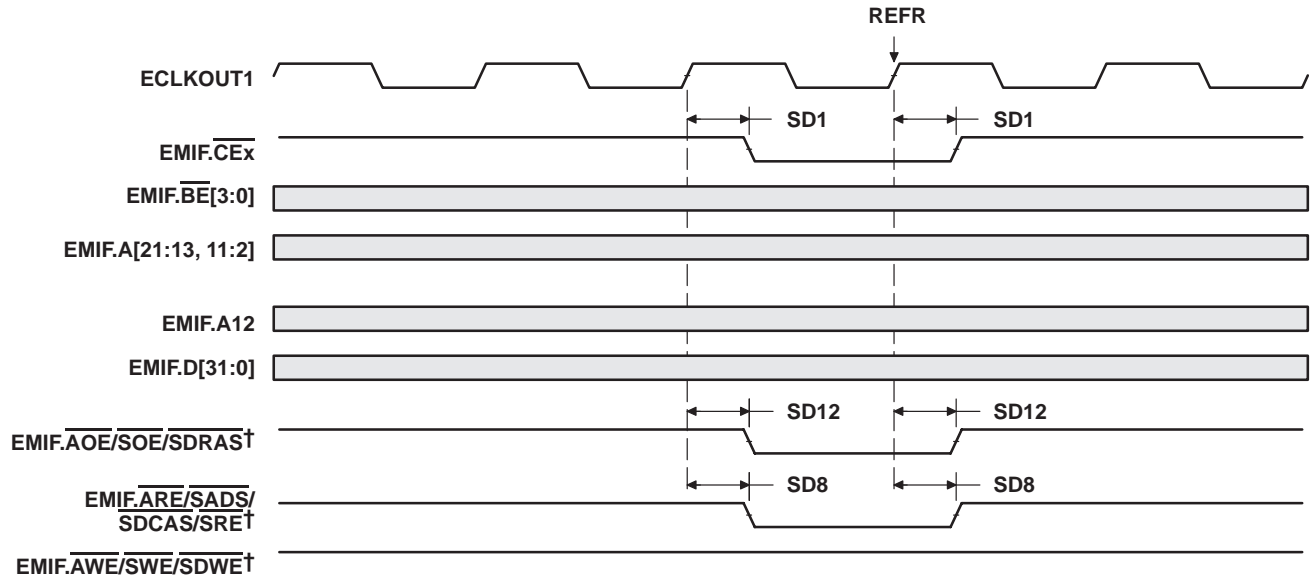 REFR
ECLKOUT1
SD1 SD1
EMIF.CEx
EMIF.BE[3:0]
EMIF.A[21:13, 11:2]
EMIF.A12
EMIF.D[31:0]
SD12 SD12
EMIF.AOE/SOE/SDRAS†
SD8 SD8
EMIF.ARE/SADS/
SDCAS/SRE†
EMIF.AWE/SWE/SDWE†